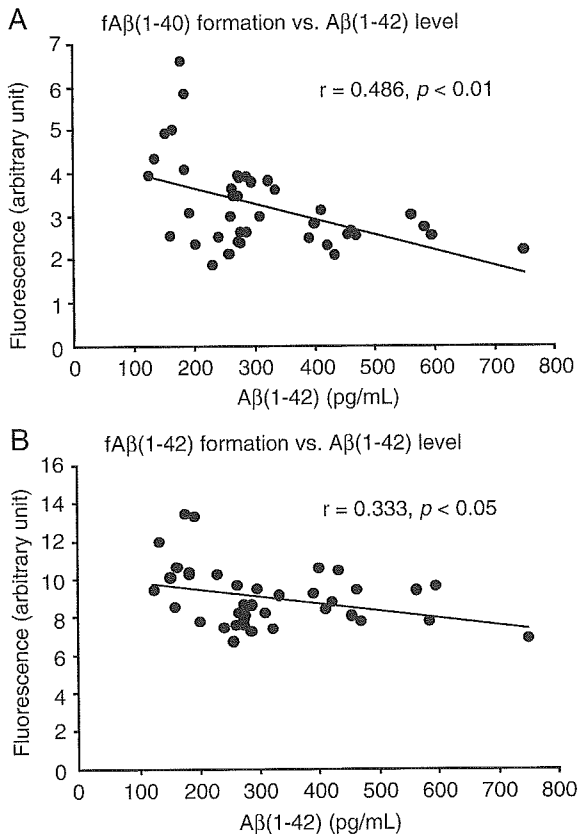 A
fAβ(1-40) formation vs. Aβ(1-42) level
r = 0.486, p < 0.01
Fluorescence (arbitrary unit)
7
6
5
4
3
2
1
0
0 100 200 300 400 500 600 700 800
Aβ(1-42) (pg/mL)
B
fAβ(1-42) formation vs. Aβ(1-42) level
r = 0.333, p < 0.05
Fluorescence (arbitrary unit)
16
14
12
10
8
6
4
2
0
0 100 200 300 400 500 600 700 800
Aβ(1-42) (pg/mL)